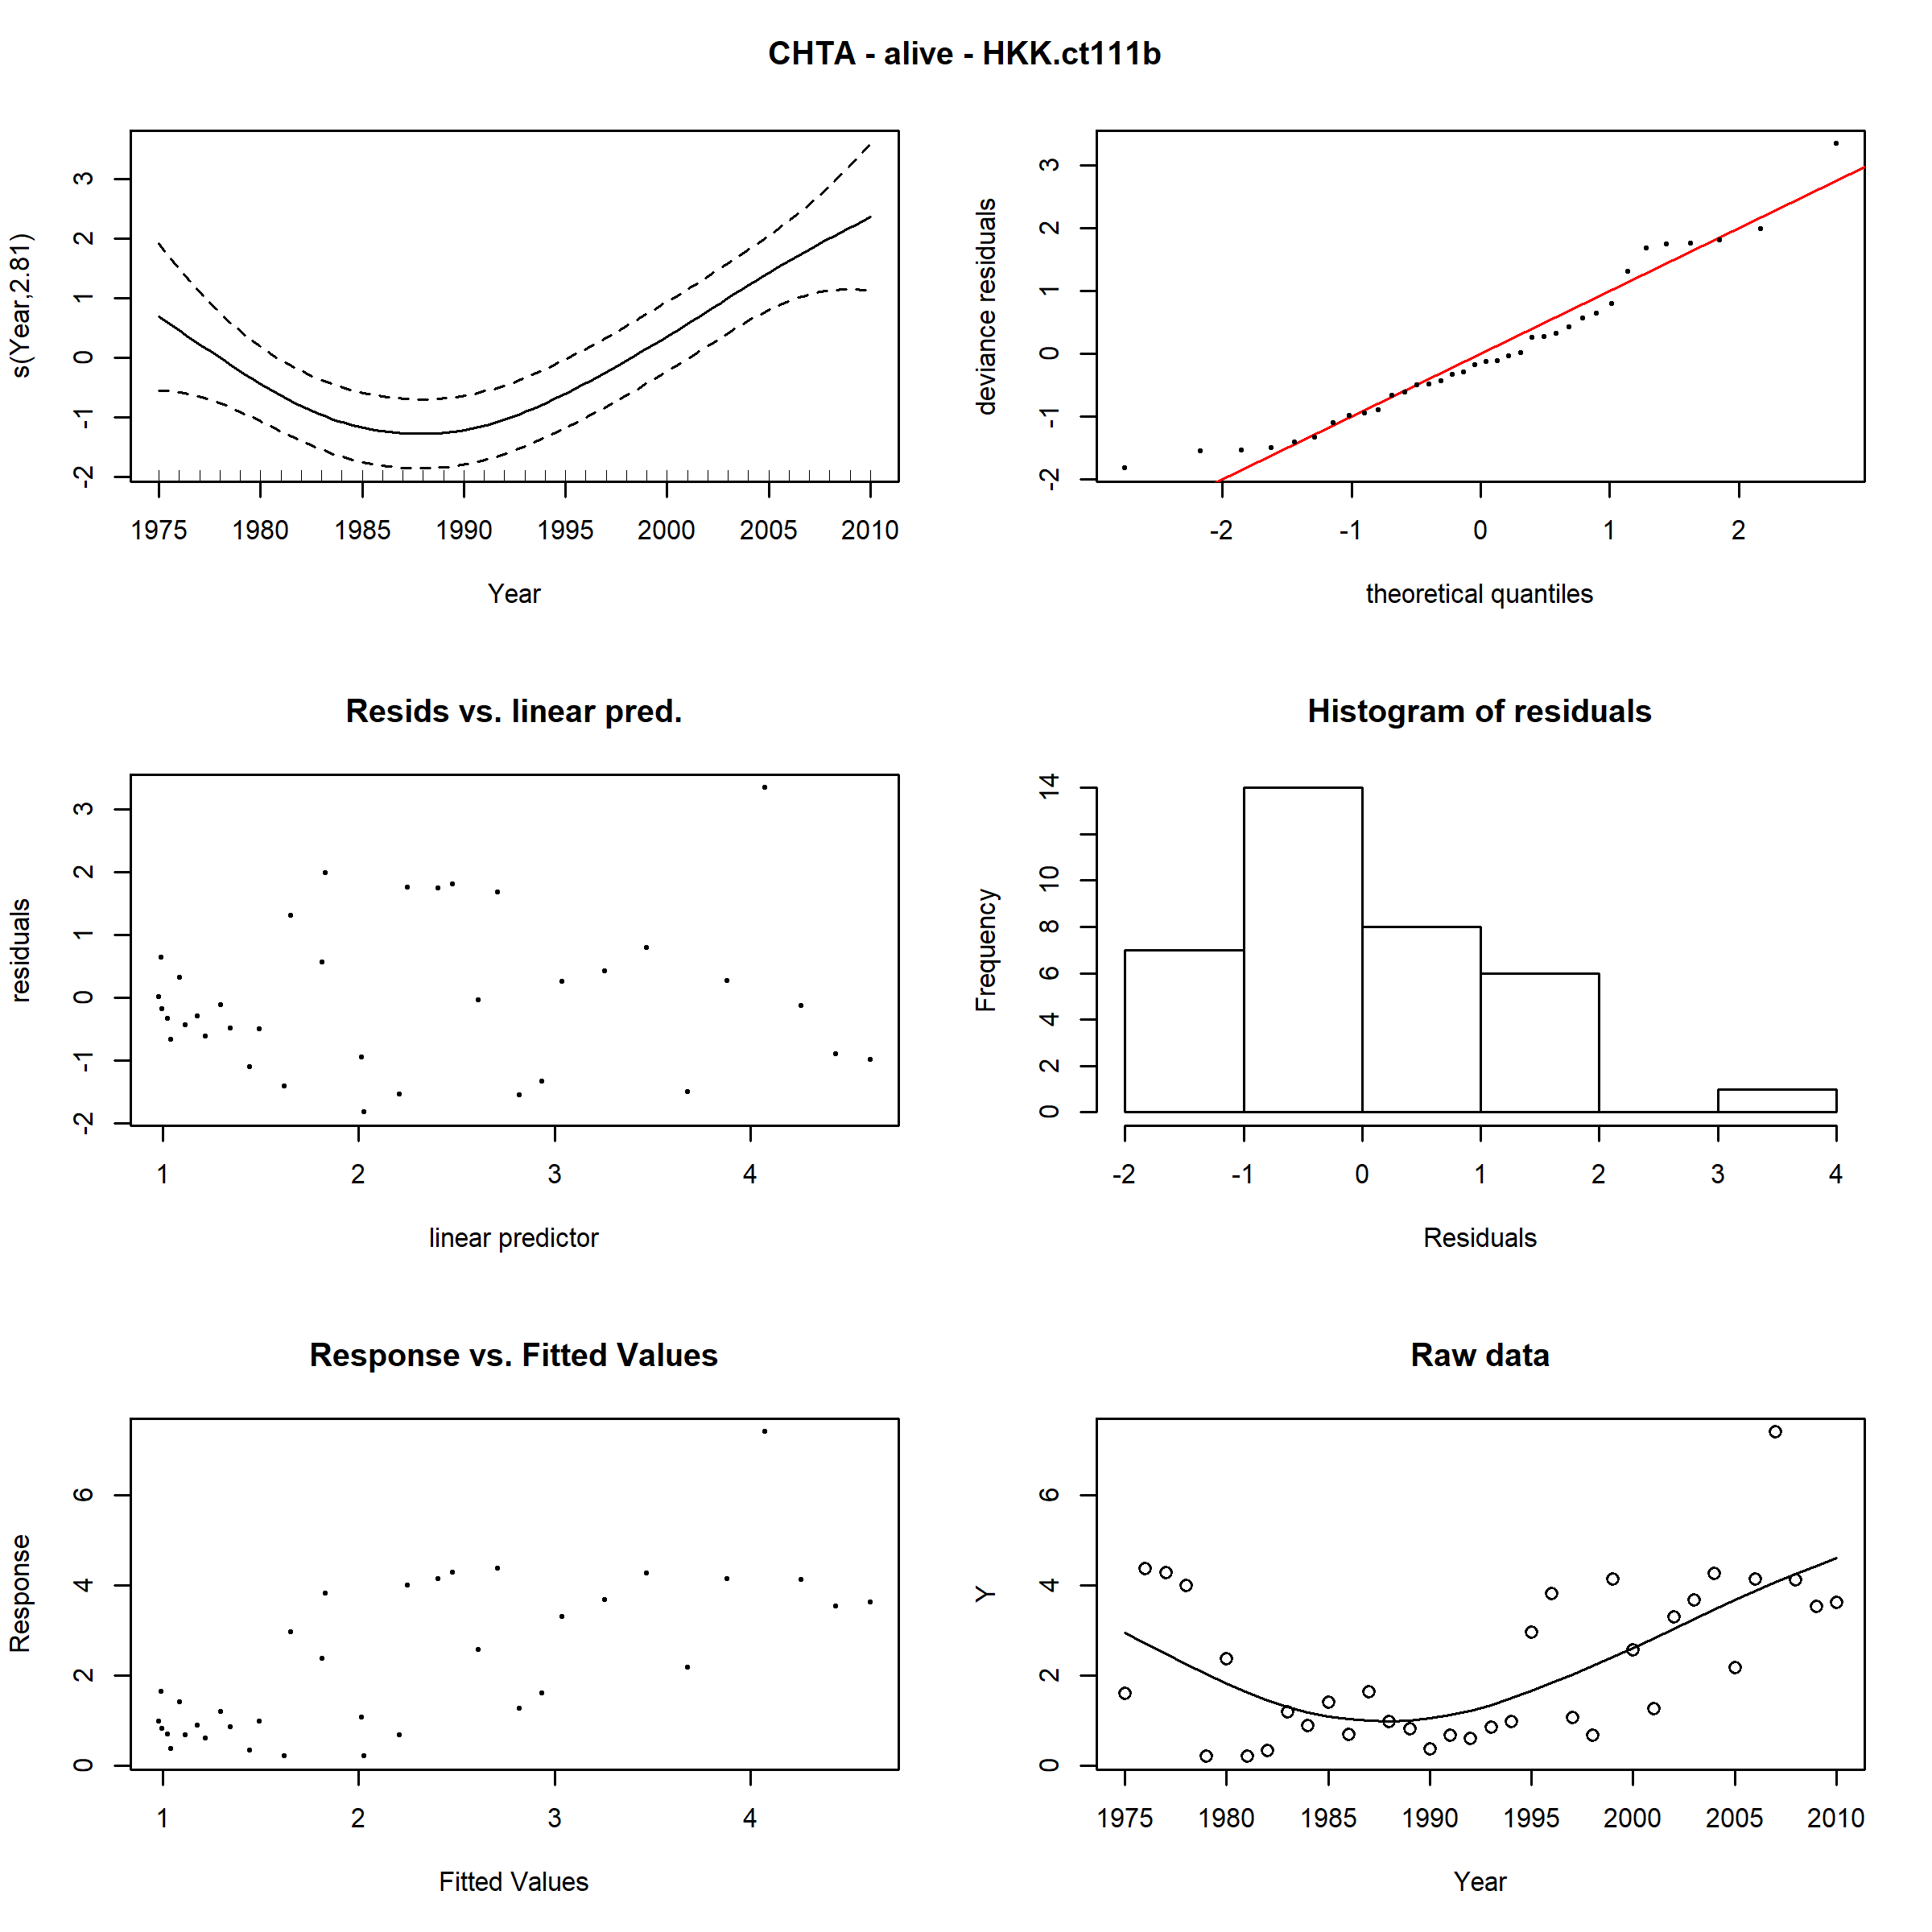 CHTA - alive - HKK.ct111b
s(Year,2.81)
3
2
1
0
-1
-2
1975 1980 1985 1990 1995 2000 2005 2010
Year
deviance residuals
3
2
1
0
-1
-2
-2 -1 0 1 2
theoretical quantiles
Resids vs. linear pred.
residuals
3
2
1
0
-1
-2
1 2 3 4
linear predictor
Histogram of residuals
Frequency
14
10
8
6
4
2
0
-2 -1 0 1 2 3 4
Residuals
Response vs. Fitted Values
Response
6
4
2
0
1 2 3 4
Fitted Values
Raw data
Y
6
4
2
0
1975 1980 1985 1990 1995 2000 2005 2010
Year